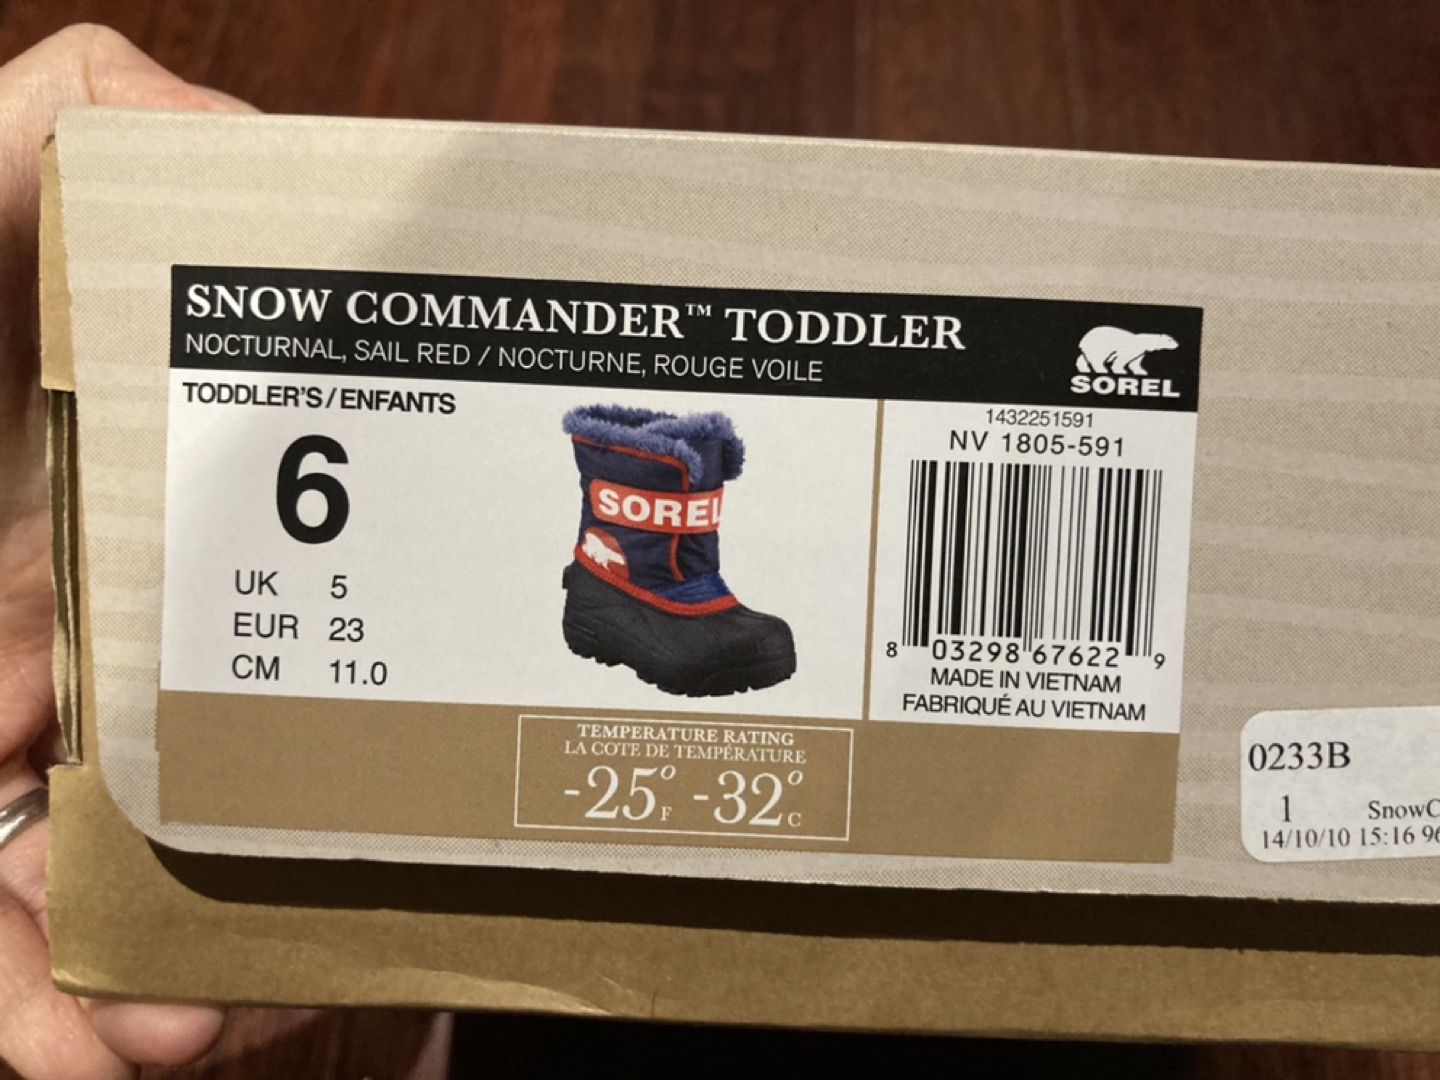 SNOW COMMANDER™ TODDLER
NOCTURNAL, SAIL RED / NOCTURNE, ROUGE VOILE
SOREL
TODDLER'S / ENFANTS
6
UK 5
EUR 23
CM 11.0
SOREL
1432251591
NV 1805-591
8 03298 67622 9
MADE IN VIETNAM
FABRIQUÉ AU VIETNAM
TEMPERATURE RATING
LA COTE DE TEMPÉRATURE
-25°F -32°C
0233B
1 SnowC
14/10/10 15:16 96